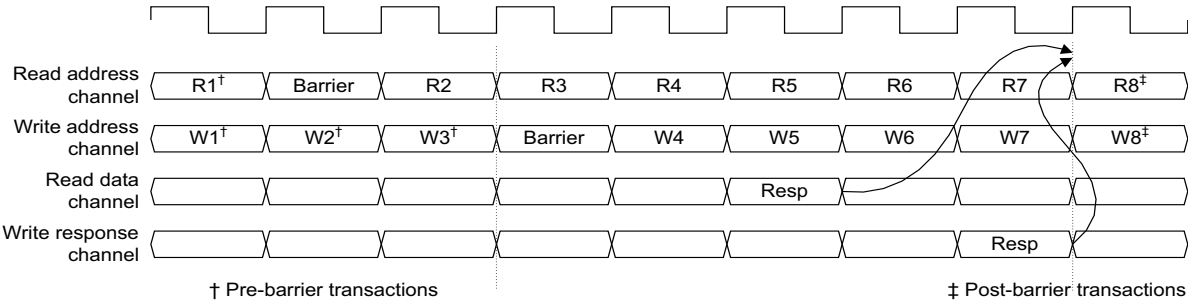 Read address channel
R1† Barrier R2 R3 R4 R5 R6 R7 R8‡
Write address channel
W1† W2† W3† Barrier W4 W5 W6 W7 W8‡
Read data channel
Resp
Write response channel
Resp
† Pre-barrier transactions
‡ Post-barrier transactions